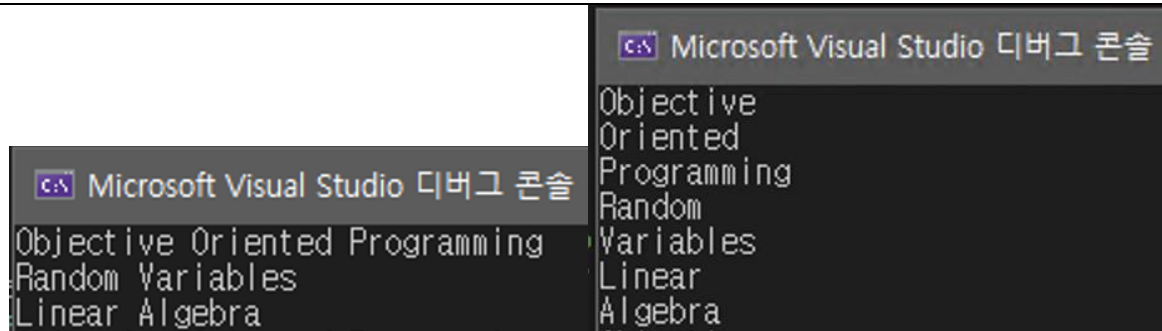 Microsoft Visual Studio 디버그 콘솔
Objective Oriented Programming
Random Variables
Linear Algebra
Microsoft Visual Studio 디버그 콘솔
Objective
Oriented
Programming
Random
Variables
Linear
Algebra